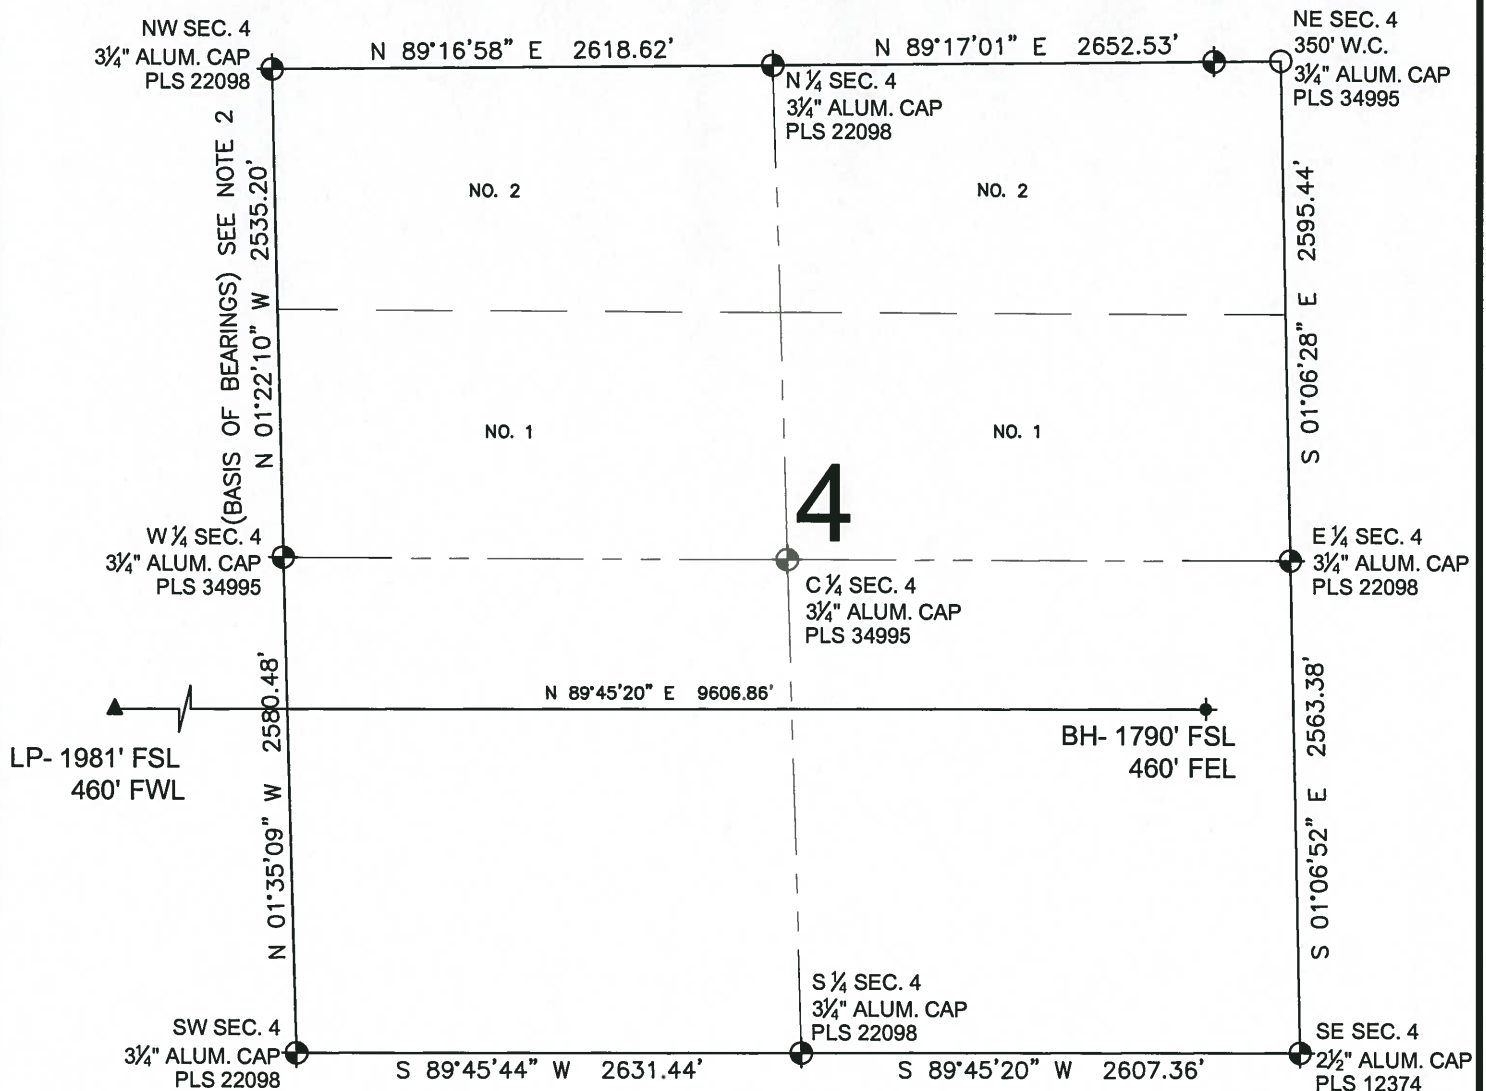 NW SEC. 4
3¼" ALUM. CAP
PLS 22098
N 89°16'58" E 2618.62'
N 89°17'01" E 2652.53'
NE SEC. 4
350' W.C.
3¼" ALUM. CAP
PLS 34995
N ¼ SEC. 4
3¼" ALUM. CAP
PLS 22098
(BASIS OF BEARINGS) SEE NOTE 2
N 01°22'10" W 2535.20'
NO. 2
NO. 2
S 01°06'28" E 2595.44'
NO. 1
NO. 1
4
W ¼ SEC. 4
3¼" ALUM. CAP
PLS 34995
C ¼ SEC. 4
3¼" ALUM. CAP
PLS 34995
E ¼ SEC. 4
3¼" ALUM. CAP
PLS 22098
N 89°45'20" E 9606.86'
LP- 1981' FSL
460' FWL
BH- 1790' FSL
460' FEL
N 01°35'09" W 2580.48'
S 01°06'52" E 2563.38'
SW SEC. 4
3¼" ALUM. CAP
PLS 22098
S ¼ SEC. 4
3¼" ALUM. CAP
PLS 22098
SE SEC. 4
2½" ALUM. CAP
PLS 12374
S 89°45'44" W 2631.44'
S 89°45'20" W 2607.36'